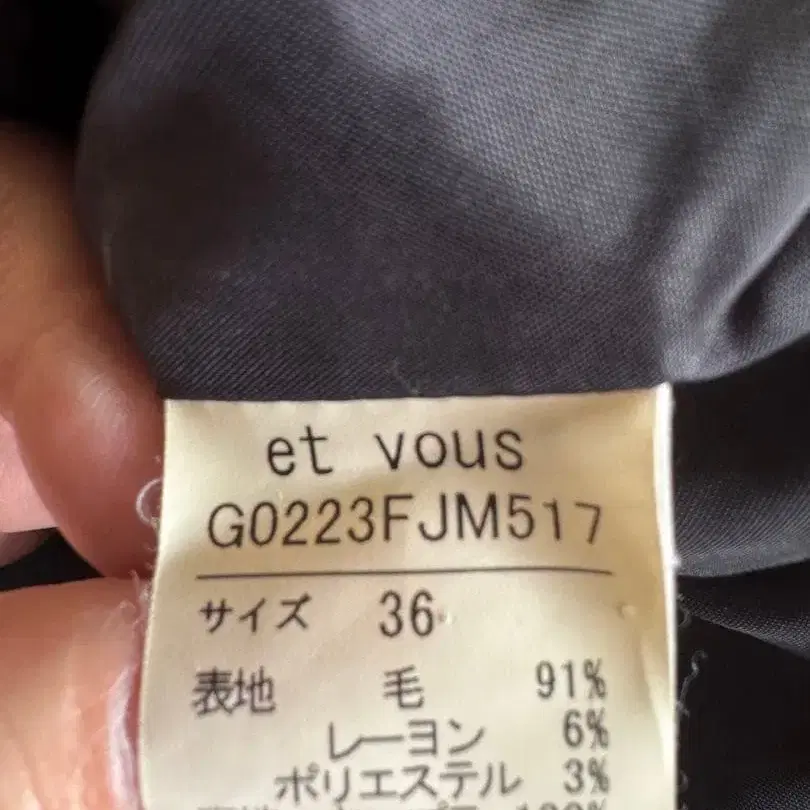 et vous
G0223FJM517
サイズ 36
表地 毛 91%
レーヨン 6%
ポリエステル 3%